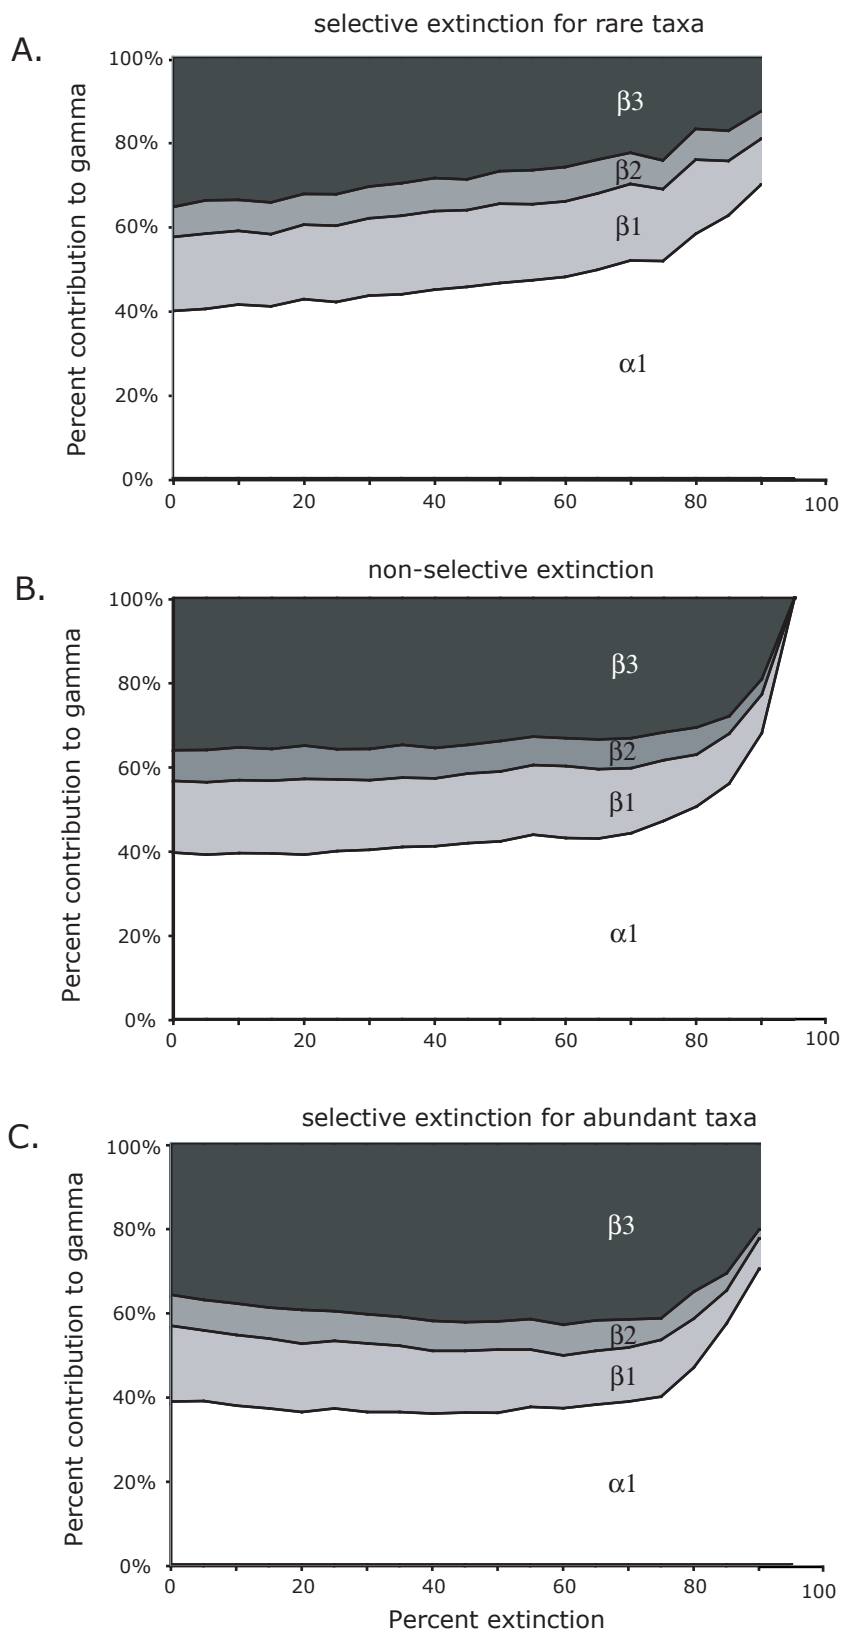 selective extinction for rare taxa
A.
Percent contribution to gamma
100%
80%
60%
40%
20%
0%
β3
β2
β1
α1
0 20 40 60 80 100
non-selective extinction
B.
Percent contribution to gamma
100%
80%
60%
40%
20%
0%
β3
β2
β1
α1
0 20 40 60 80 100
selective extinction for abundant taxa
C.
Percent contribution to gamma
100%
80%
60%
40%
20%
0%
β3
β2
β1
α1
0 20 40 60 80 100
Percent extinction